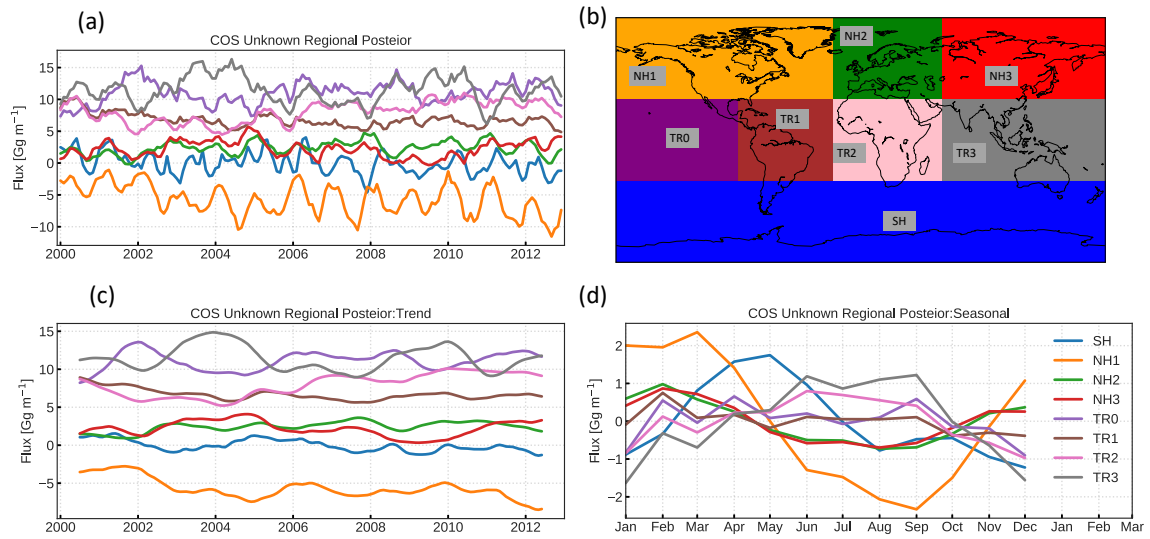 (a)
COS Unknown Regional Posteior
Flux [Gg m⁻¹]
15
10
5
0
−5
−10
2000 2002 2004 2006 2008 2010 2012
(b)
NH1
NH2
NH3
TR0
TR1
TR2
TR3
SH
(c)
COS Unknown Regional Posteior:Trend
Flux [Gg m⁻¹]
15
10
5
0
−5
2000 2002 2004 2006 2008 2010 2012
(d)
COS Unknown Regional Posteior:Seasonal
Flux [Gg m⁻¹]
2
1
0
−1
−2
Jan Feb Mar Apr May Jun Jul Aug Sep Oct Nov Dec Jan Feb Mar
SH
NH1
NH2
NH3
TR0
TR1
TR2
TR3